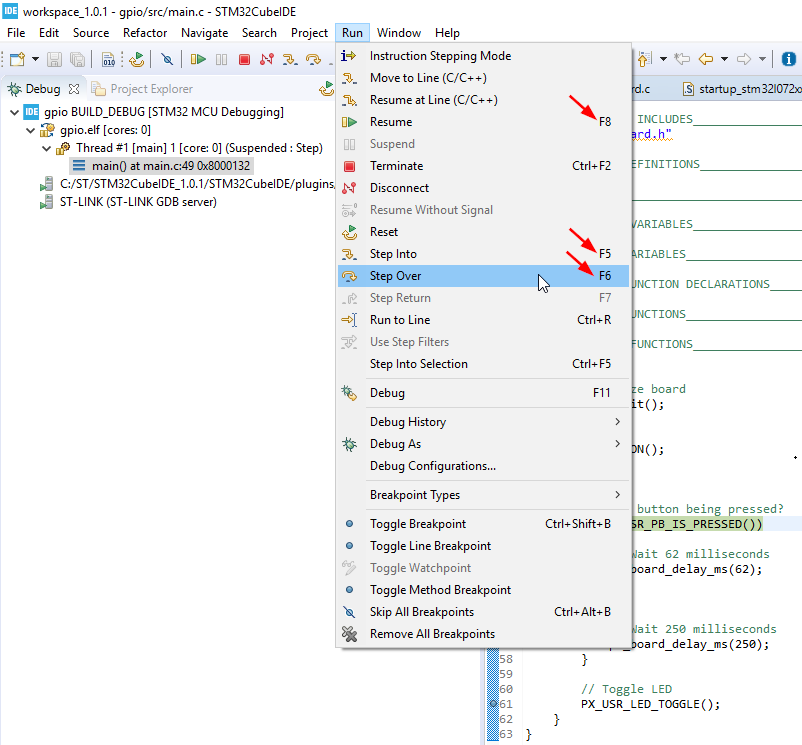 IDE workspace_1.0.1 - gpio/src/main.c - STM32CubeIDE
File Edit Source Refactor Navigate Search Project Run Window Help
010
Debug Project Explorer
gpio BUILD_DEBUG [STM32 MCU Debugging]
gpio.elf [cores: 0]
Thread #1 [main] 1 [core: 0] (Suspended : Step)
main() at main.c:49 0x8000132
C:/ST/STM32CubeIDE_1.0.1/STM32CubeIDE/plugins
ST-LINK (ST-LINK GDB server)
Instruction Stepping Mode
Move to Line (C/C++)
Resume at Line (C/C++)
Resume F8
Suspend
Terminate Ctrl+F2
Disconnect
Resume Without Signal
Reset
Step Into F5
Step Over F6
Step Return F7
Run to Line Ctrl+R
Use Step Filters
Step Into Selection Ctrl+F5
Debug F11
Debug History
Debug As
Debug Configurations...
Breakpoint Types
Toggle Breakpoint Ctrl+Shift+B
Toggle Line Breakpoint
Toggle Watchpoint
Toggle Method Breakpoint
Skip All Breakpoints Ctrl+Alt+B
Remove All Breakpoints
rd.c startup_stm32l072x
INCLUDES
ard.h"
EFINITIONS
VARIABLES
ARIABLES
UNCTION DECLARATIONS
UNCTIONS
FUNCTIONS
ze board
it();
ON();
button being pressed?
SR_PB_IS_PRESSED())
Wait 62 milliseconds
board_delay_ms(62);
Wait 250 milliseconds
_board_delay_ms(250);
58 }
59
60 // Toggle LED
61 PX_USR_LED_TOGGLE();
62 }
63 }